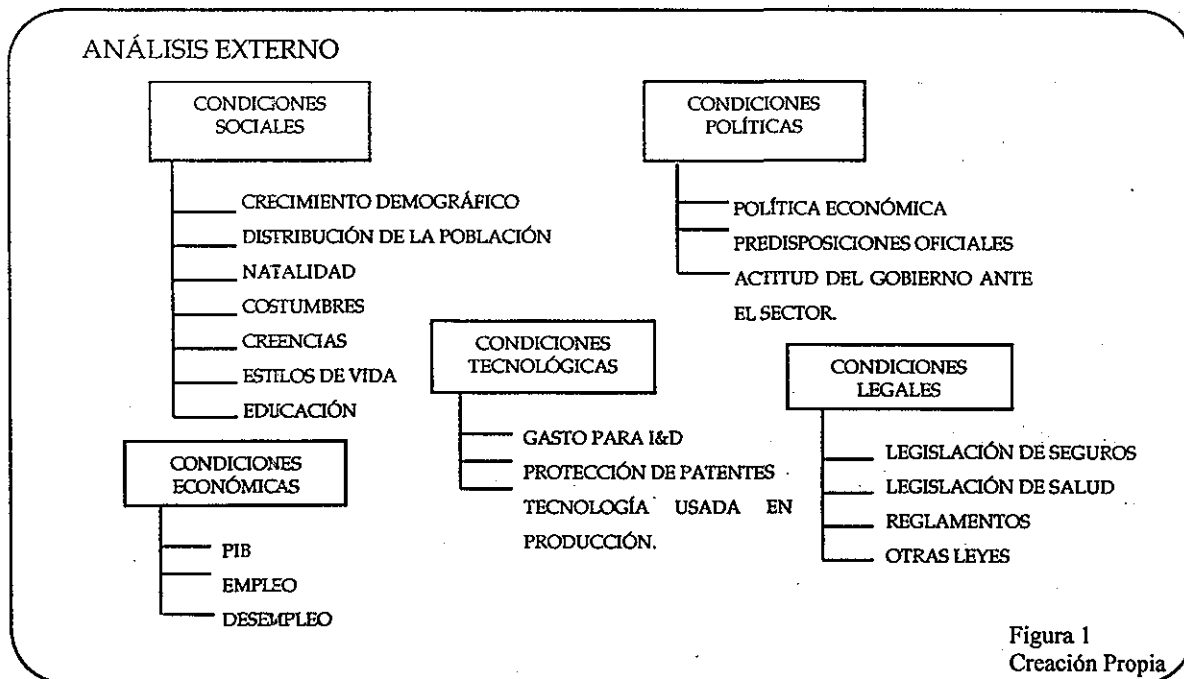 ANÁLISIS EXTERNO
CONDICIONES
SOCIALES
CRECIMIENTO DEMOGRÁFICO
DISTRIBUCIÓN DE LA POBLACIÓN
NATALIDAD
COSTUMBRES
CREENCIAS
ESTILOS DE VIDA
EDUCACIÓN
CONDICIONES
POLÍTICAS
POLÍTICA ECONÓMICA
PREDISPOSICIONES OFICIALES
ACTITUD DEL GOBIERNO ANTE
EL SECTOR.
CONDICIONES
TECNOLÓGICAS
GASTO PARA I&D
PROTECCIÓN DE PATENTES
TECNOLOGÍA USADA EN
PRODUCCIÓN.
CONDICIONES
LEGALES
LEGISLACIÓN DE SEGUROS
LEGISLACIÓN DE SALUD
REGLAMENTOS
OTRAS LEYES
CONDICIONES
ECONÓMICAS
PIB
EMPLEO
DESEMPLEO
Figura 1
Creación Propia